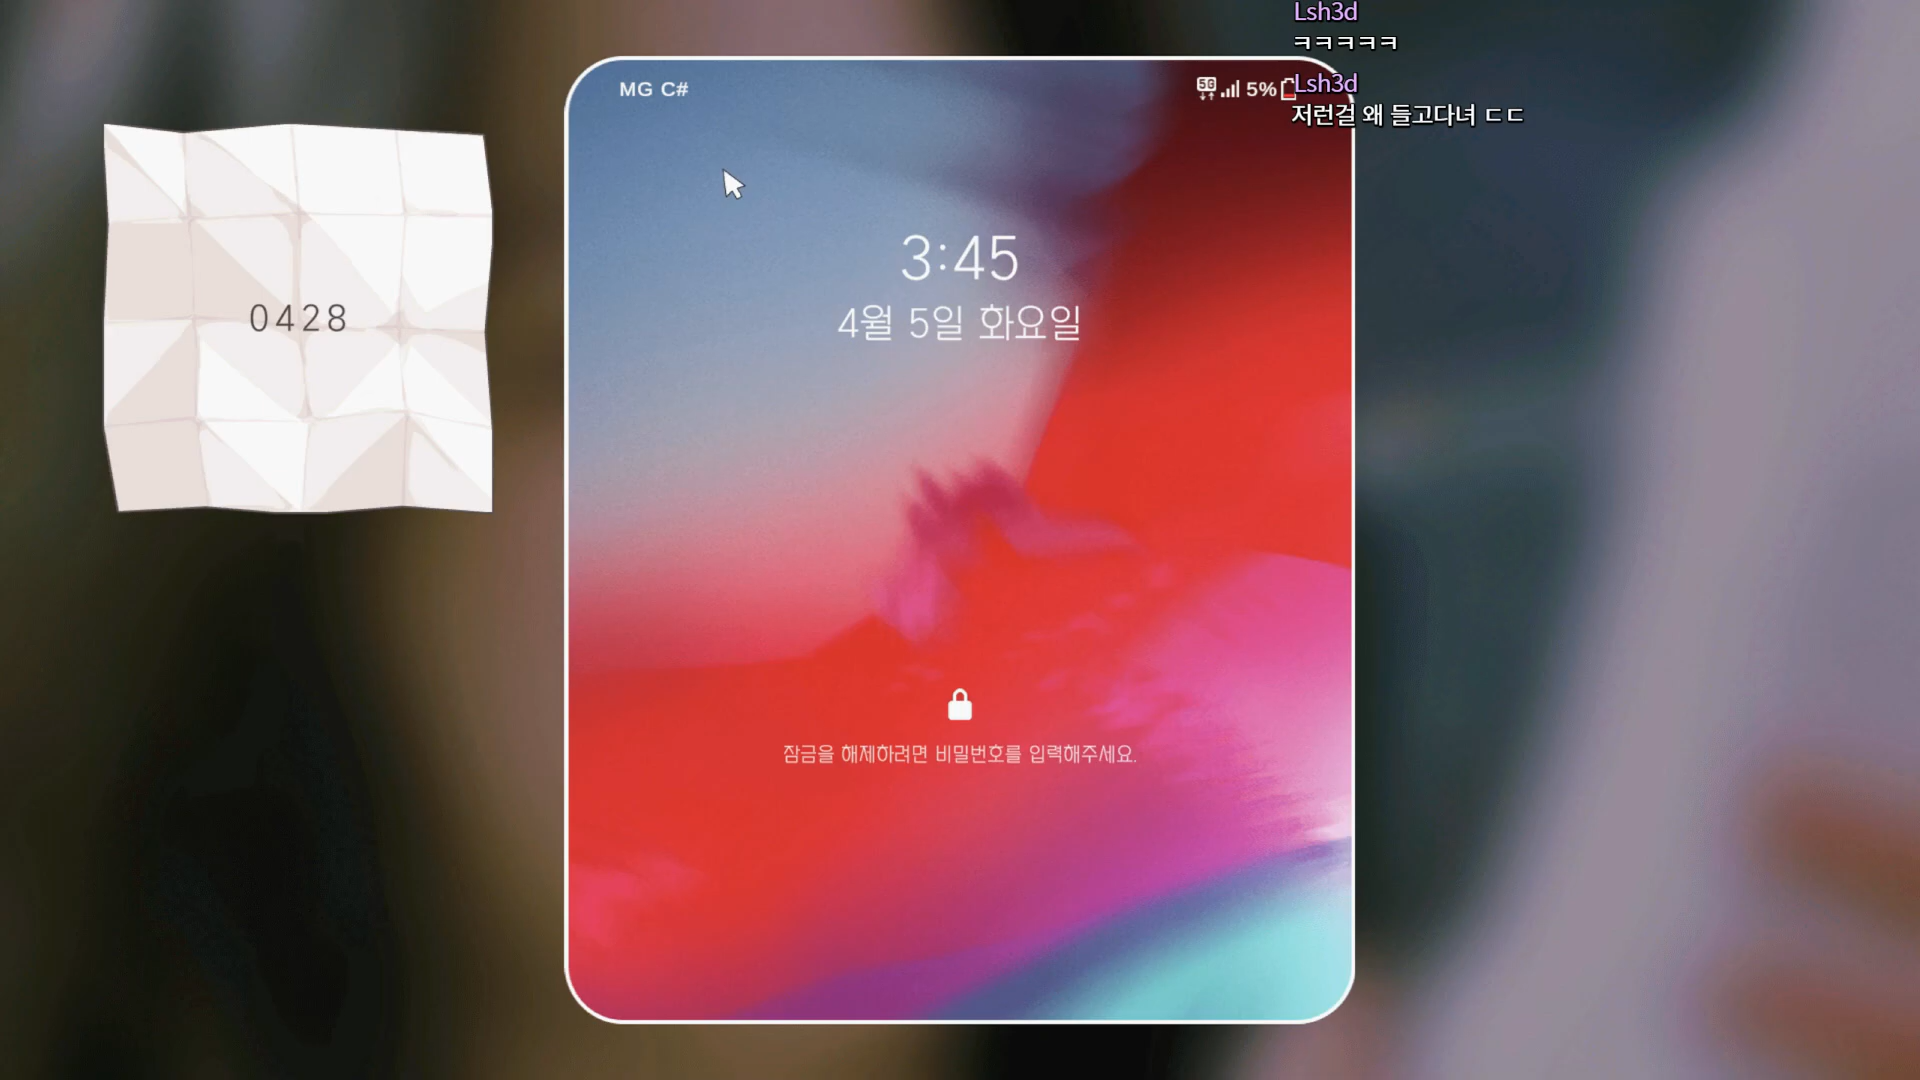 Lsh3d
ㅋㅋㅋㅋㅋ
MG C#
5G 5%
Lsh3d
저런걸 왜 들고다녀 ㄷㄷ
3:45
4월 5일 화요일
0428
잠금을 해제하려면 비밀번호를 입력해주세요.